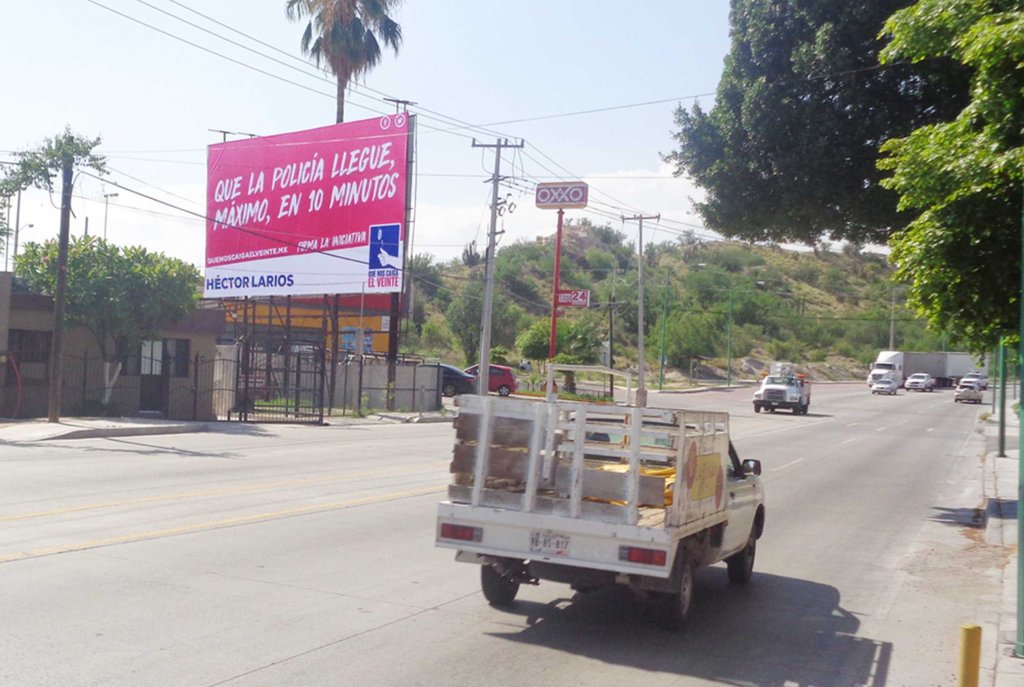 QUE LA POLICÍA LLEGUE,
MÁXIMO, EN 10 MINUTOS
FIRMA LA INICIATIVA
QUENOSCAIGAELVEINTE.MX
QUE NOS CAIGA
EL VEINTE
HÉCTOR LARIOS
OXXO
ABIERTO 24